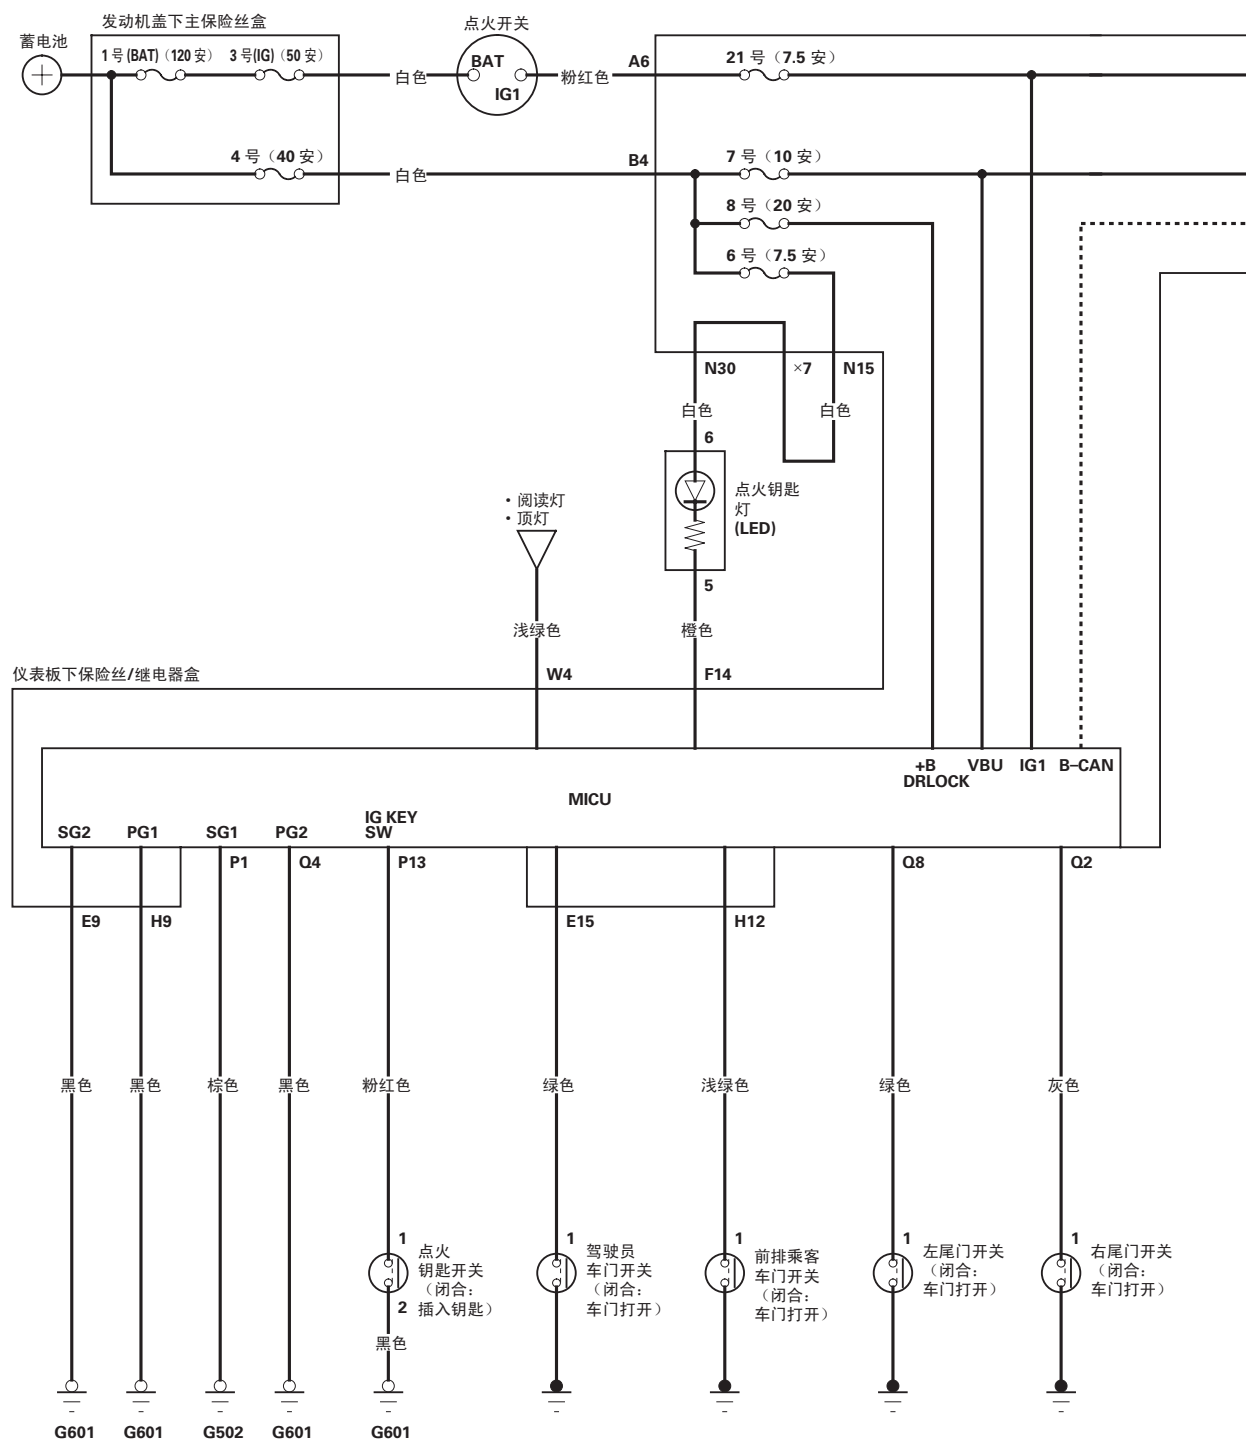 发动机盖下主保险丝盒
点火开关
蓄电池
1 号 (BAT)（120 安）
3 号(IG)（50 安）
白色
BAT
IG1
粉红色
A6
21 号（7.5 安）
4 号（40 安）
白色
B4
7 号（10 安）
8 号（20 安）
6 号（7.5 安）
N30
×7
N15
白色
白色
6
点火钥匙
灯
(LED)
・阅读灯
・顶灯
5
浅绿色
橙色
仪表板下保险丝/继电器盒
W4
F14
+B
DRLOCK
VBU
IG1
B–CAN
MICU
SG2
PG1
SG1
PG2
IG KEY
SW
P1
Q4
P13
Q8
Q2
E9
H9
E15
H12
黑色
黑色
棕色
黑色
粉红色
绿色
浅绿色
绿色
灰色
1
点火
钥匙开关
（闭合：
插入钥匙）
2
1
驾驶员
车门开关
（闭合：
车门打开）
1
前排乘客
车门开关
（闭合：
车门打开）
1
左尾门开关
（闭合：
车门打开）
1
右尾门开关
（闭合：
车门打开）
黑色
G601
G601
G502
G601
G601